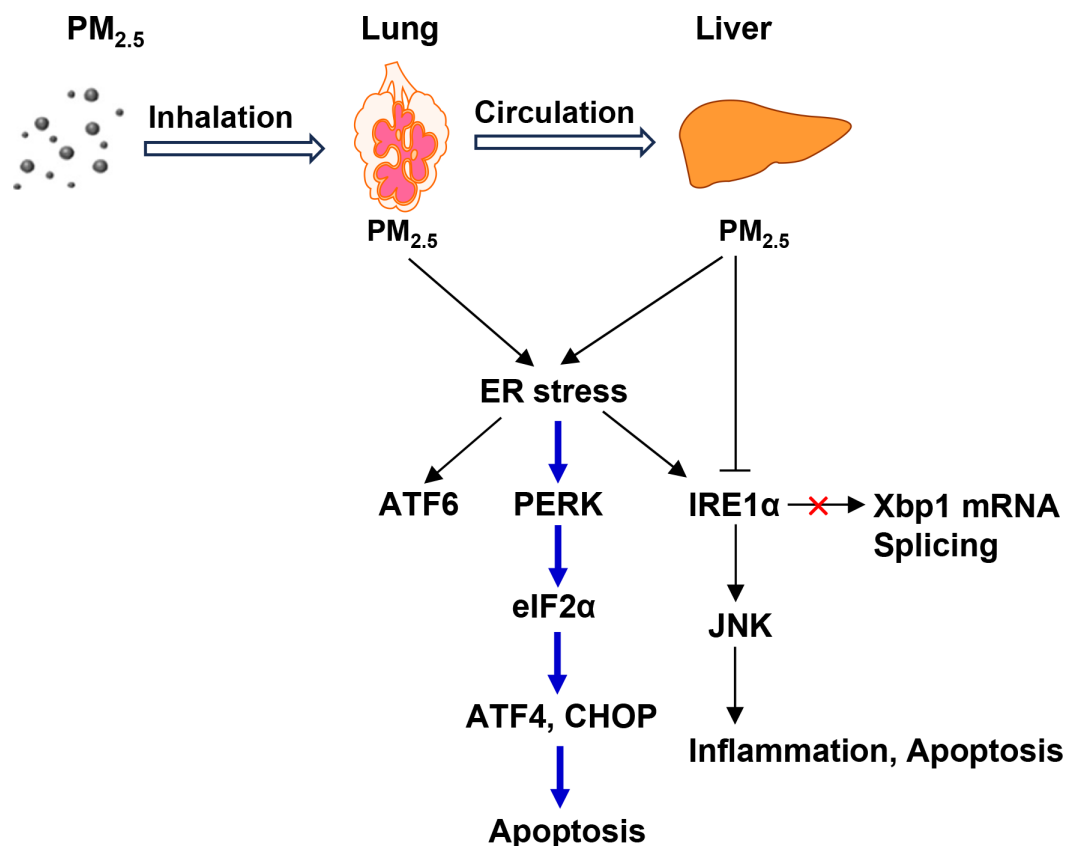 PM2.5
Lung
Liver
Inhalation
Circulation
PM2.5
PM2.5
ER stress
ATF6
PERK
IRE1α
Xbp1 mRNA
Splicing
eIF2α
JNK
ATF4, CHOP
Inflammation, Apoptosis
Apoptosis